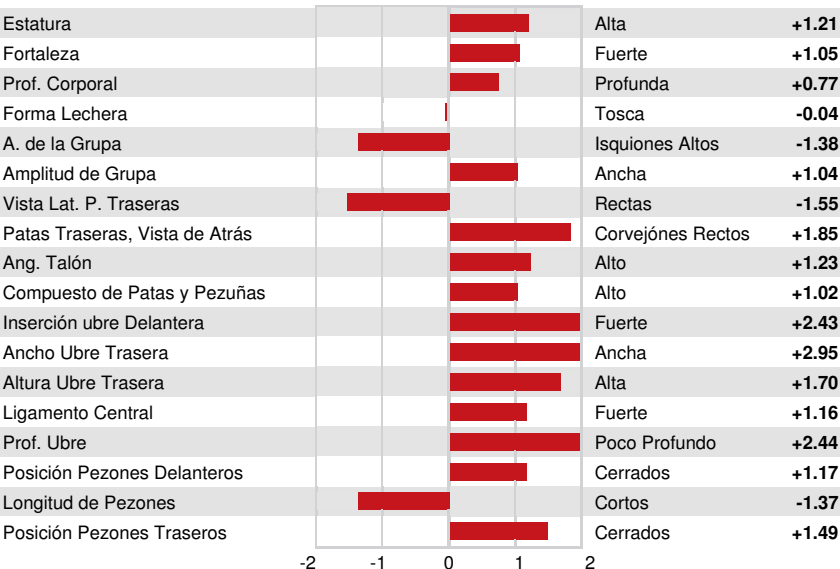 Estatura Alta +1.21
Fortaleza Fuerte +1.05
Prof. Corporal Profunda +0.77
Forma Lechera Tosca -0.04
A. de la Grupa Isquiones Altos -1.38
Amplitud de Grupa Ancha +1.04
Vista Lat. P. Traseras Rectas -1.55
Patas Traseras, Vista de Atrás Corvejónes Rectos +1.85
Ang. Talón Alto +1.23
Compuesto de Patas y Pezuñas Alto +1.02
Inserción ubre Delantera Fuerte +2.43
Ancho Ubre Trasera Ancha +2.95
Altura Ubre Trasera Alta +1.70
Ligamento Central Fuerte +1.16
Prof. Ubre Poco Profundo +2.44
Posición Pezones Delanteros Cerrados +1.17
Longitud de Pezones Cortos -1.37
Posición Pezones Traseros Cerrados +1.49
-2 -1 0 1 2